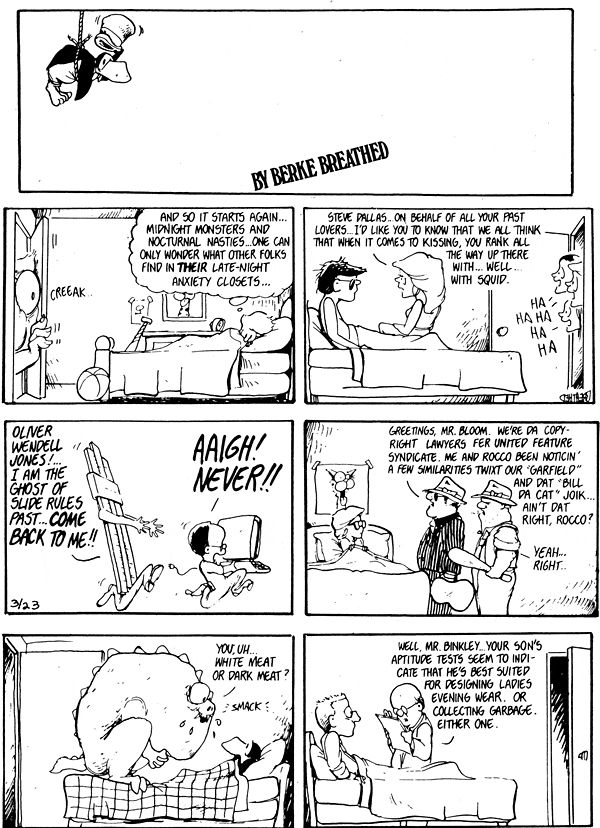 BY BERKE BREATHED
AND SO IT STARTS AGAIN...
MIDNIGHT MONSTERS AND
NOCTURNAL NASTIES...ONE CAN
ONLY WONDER WHAT OTHER FOLKS
FIND IN THEIR LATE-NIGHT
ANXIETY CLOSETS...
CREEAK..
STEVE DALLAS...ON BEHALF OF ALL YOUR PAST
LOVERS...I'D LIKE YOU TO KNOW THAT WE ALL THINK
THAT WHEN IT COMES TO KISSING, YOU RANK ALL
THE WAY UP THERE
WITH... WELL..
WITH SQUID.
HA
HA HA
HA
HA
OLIVER
WENDELL
JONES!...
I AM THE
GHOST OF
SLIDE RULES
PAST... COME
BACK TO ME!!
AAIGH!
NEVER!!
3/23
GREETINGS, MR. BLOOM. WE'RE DA COPY-
RIGHT LAWYERS FER UNITED FEATURE
SYNDICATE. ME AND ROCCO BEEN NOTICIN'
A FEW SIMILARITIES TWIXT OUR "GARFIELD"
AND DAT "BILL
DA CAT" JOIK...
AIN'T DAT
RIGHT, ROCCO?
YEAH...
RIGHT..
YOU, UH...
WHITE MEAT
OR DARK MEAT?
SMACK
WELL, MR. BINKLEY...YOUR SON'S
APTITUDE TESTS SEEM TO INDI-
CATE THAT HE'S BEST SUITED
FOR DESIGNING LADIES
EVENING WEAR. OR
COLLECTING GARBAGE.
EITHER ONE.